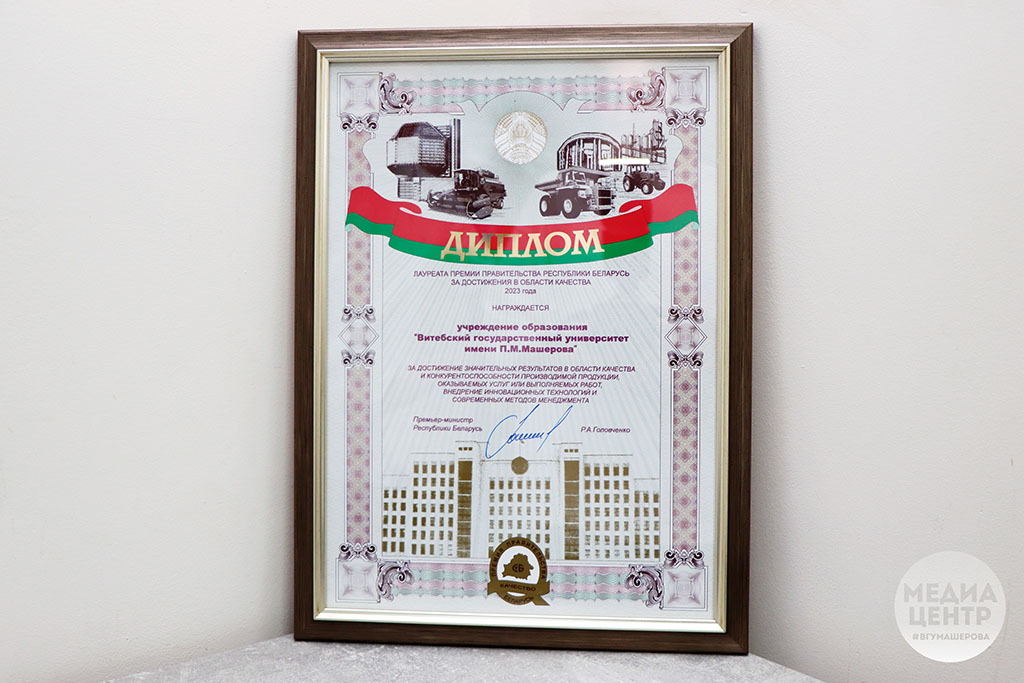 ДИПЛОМ
ЛАУРЕАТА ПРЕМИИ ПРАВИТЕЛЬСТВА РЕСПУБЛИКИ БЕЛАРУСЬ
ЗА ДОСТИЖЕНИЯ В ОБЛАСТИ КАЧЕСТВА
2023 года
НАГРАЖДАЕТСЯ
учреждение образования
"Витебский государственный университет
имени П.М.Машерова"
ЗА ДОСТИЖЕНИЕ ЗНАЧИТЕЛЬНЫХ РЕЗУЛЬТАТОВ В ОБЛАСТИ КАЧЕСТВА
И КОНКУРЕНТОСПОСОБНОСТИ ПРОИЗВОДИМОЙ ПРОДУКЦИИ,
ОКАЗЫВАЕМЫХ УСЛУГ ИЛИ ВЫПОЛНЯЕМЫХ РАБОТ,
ВНЕДРЕНИЕ ИННОВАЦИОННЫХ ТЕХНОЛОГИЙ И
СОВРЕМЕННЫХ МЕТОДОВ МЕНЕДЖМЕНТА
Премьер-министр
Республики Беларусь
Р.А.Головченко
КАЧЕСТВО
МЕДИА
ЦЕНТР
#ВГУМАШЕРОВА